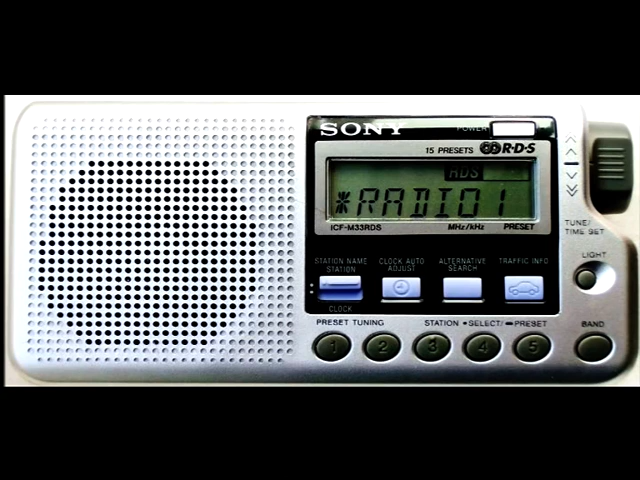 SONY POWER
15 PRESETS R·D·S
RDS
*RADIO1
ICF-M33RDS MHz/kHz PRESET
TUNE/
TIME SET
STATION NAME CLOCK AUTO ALTERNATIVE TRAFFIC INFO
STATION ADJUST SEARCH
LIGHT
CLOCK
PRESET TUNING STATION •SELECT/ ▬PRESET BAND
1 2 3 4 5